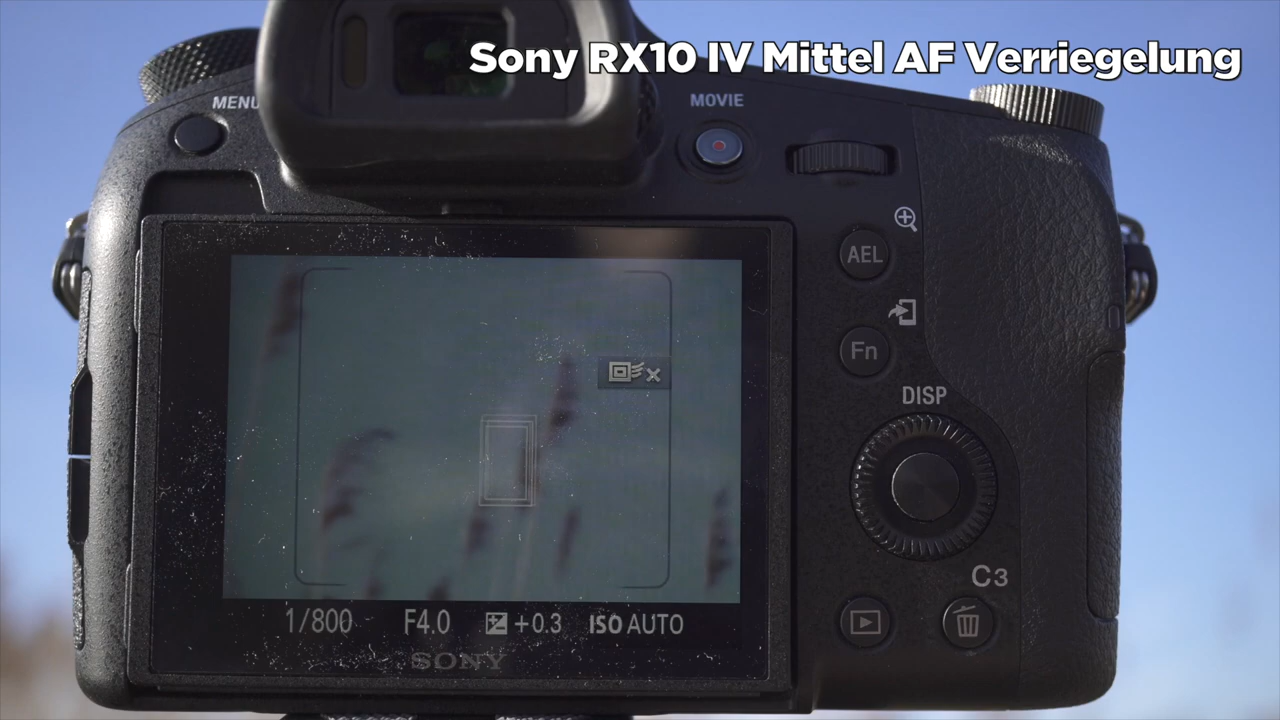 Sony RX10 IV Mittel AF Verriegelung
MENU
MOVIE
AEL
Fn
DISP
C3
1/800 F4.0 +0.3 ISO AUTO
SONY